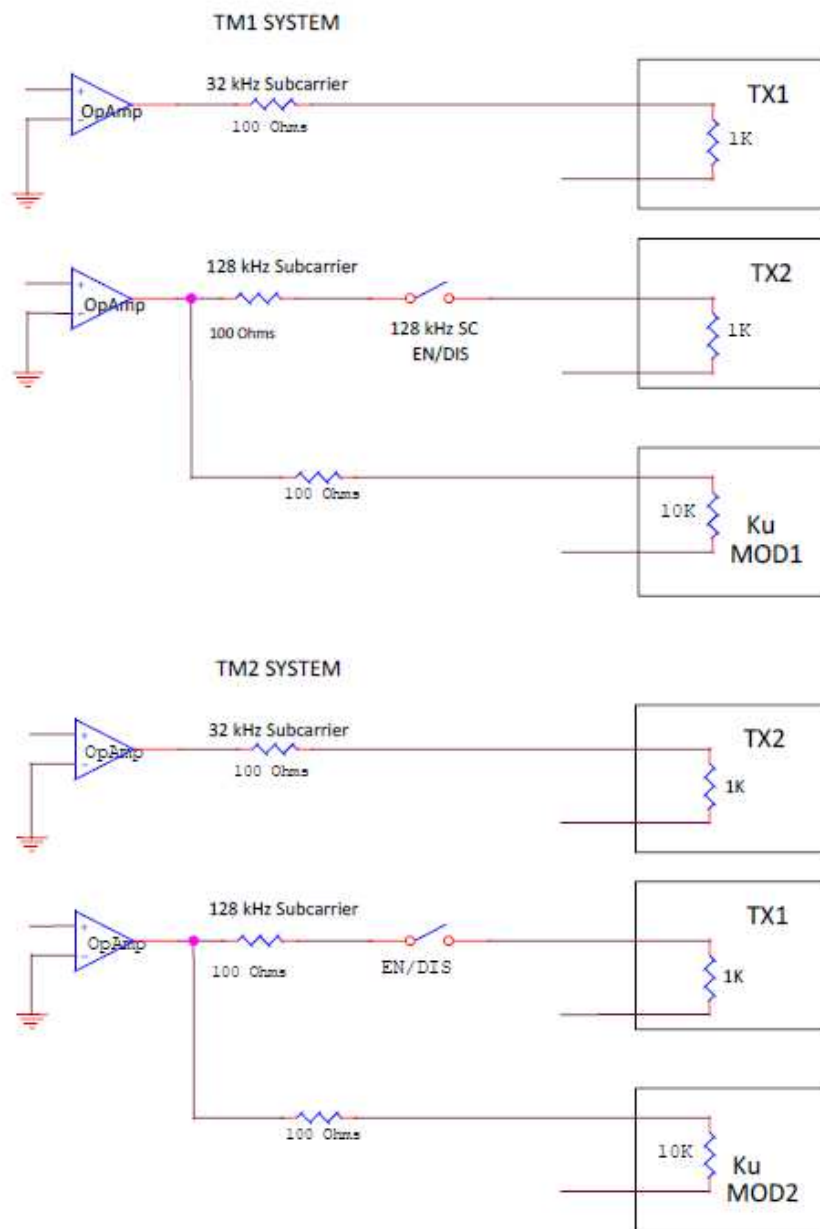 TM1 SYSTEM
32 kHz Subcarrier
TX1
+
OpAmp
-
100 Ohms
1K
128 kHz Subcarrier
TX2
+
OpAmp
-
100 Ohms
128 kHz SC
EN/DIS
1K
100 Ohms
10K
Ku
MOD1
TM2 SYSTEM
32 kHz Subcarrier
TX2
+
OpAmp
-
100 Ohms
1K
128 kHz Subcarrier
TX1
+
OpAmp
-
100 Ohms
EN/DIS
1K
100 Ohms
10K
Ku
MOD2